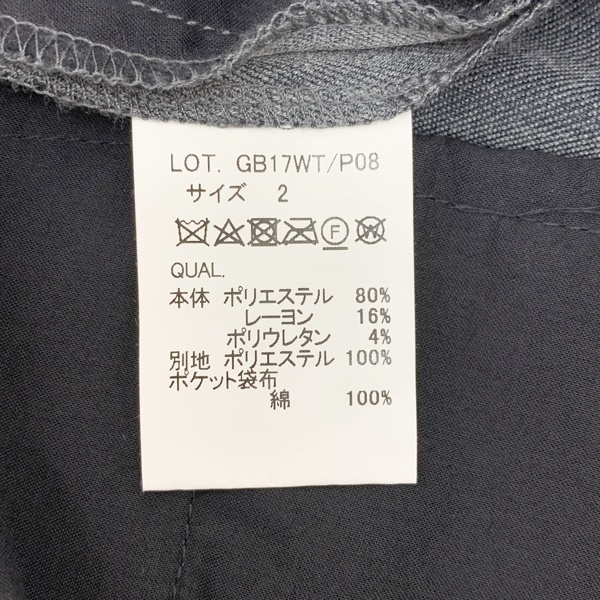 LOT. GB17WT/P08
サイズ 2
F W
QUAL.
本体 ポリエステル 80%
レーヨン 16%
ポリウレタン 4%
別地 ポリエステル 100%
ポケット袋布
綿 100%